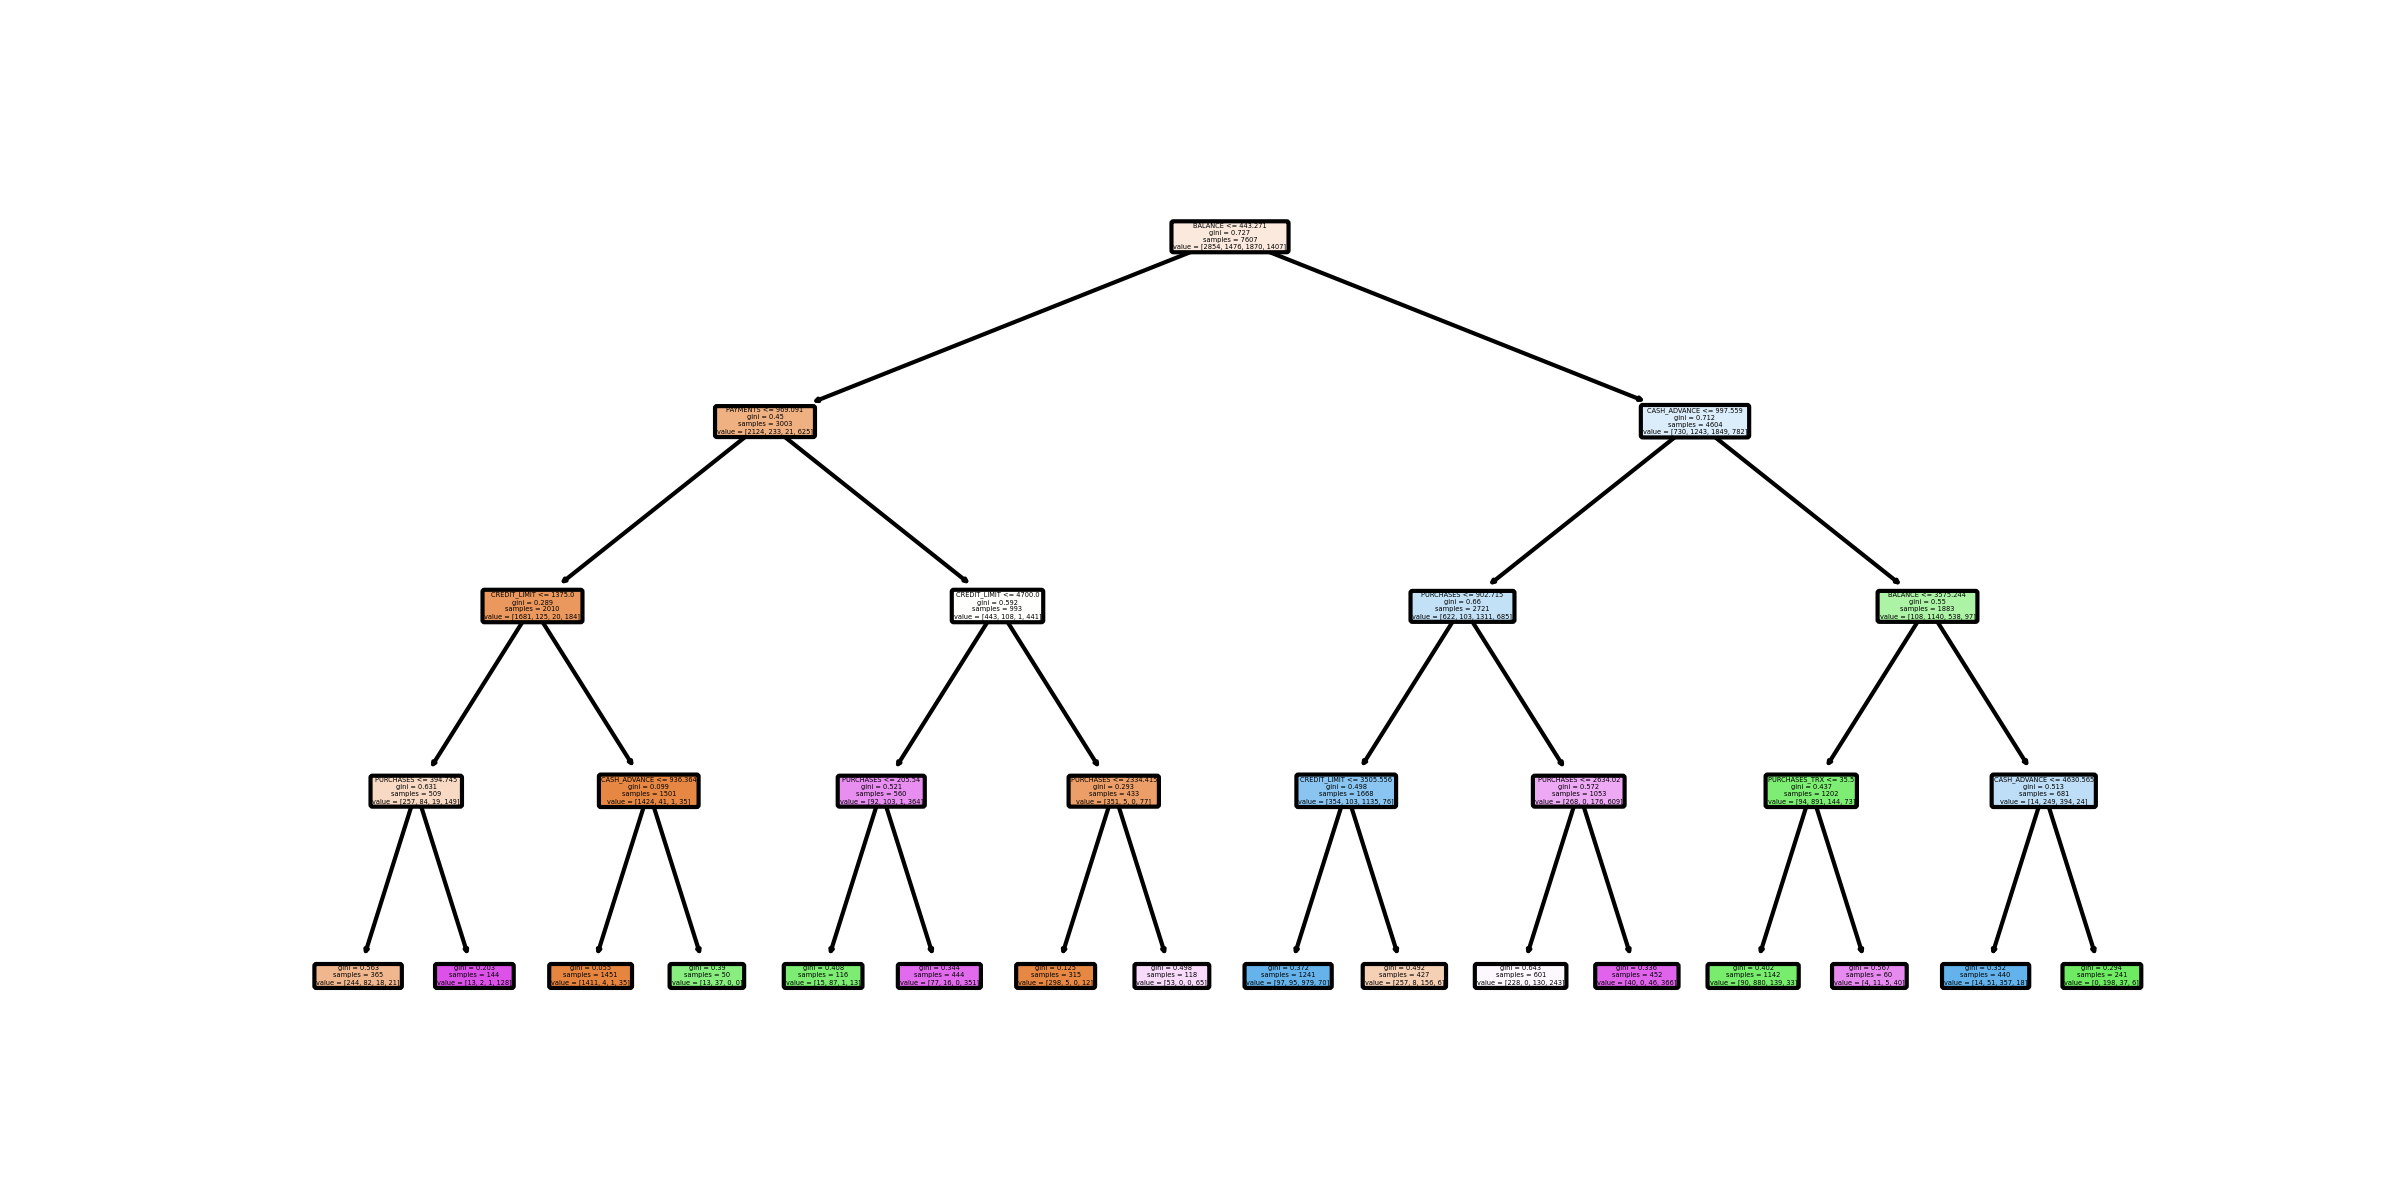 BALANCE <= 443.271
gini = 0.727
samples = 7607
value = [2854, 1476, 1870, 1407]
PAYMENTS <= 969.091
gini = 0.45
samples = 3003
value = [2124, 233, 21, 625]
CASH_ADVANCE <= 997.559
gini = 0.712
samples = 4604
value = [730, 1243, 1849, 782]
CREDIT_LIMIT <= 1375.0
gini = 0.289
samples = 2010
value = [1681, 125, 20, 184]
CREDIT_LIMIT <= 4700.0
gini = 0.592
samples = 993
value = [443, 108, 1, 441]
PURCHASES <= 902.715
gini = 0.66
samples = 2721
value = [622, 103, 1311, 685]
BALANCE <= 3575.244
gini = 0.55
samples = 1883
value = [108, 1140, 538, 97]
PURCHASES <= 394.745
gini = 0.631
samples = 509
value = [257, 84, 19, 149]
CASH_ADVANCE <= 936.364
gini = 0.099
samples = 1501
value = [1424, 41, 1, 35]
PURCHASES <= 205.54
gini = 0.521
samples = 560
value = [92, 103, 1, 364]
PURCHASES <= 2334.415
gini = 0.293
samples = 433
value = [351, 5, 0, 77]
CREDIT_LIMIT <= 3505.556
gini = 0.498
samples = 1668
value = [354, 103, 1135, 76]
PURCHASES <= 2634.02
gini = 0.572
samples = 1053
value = [268, 0, 176, 609]
PURCHASES_TRX <= 35.5
gini = 0.437
samples = 1202
value = [94, 891, 144, 73]
CASH_ADVANCE <= 4630.565
gini = 0.513
samples = 681
value = [14, 249, 394, 24]
gini = 0.563
samples = 365
value = [244, 82, 18, 21]
gini = 0.203
samples = 144
value = [13, 2, 1, 128]
gini = 0.055
samples = 1451
value = [1411, 4, 1, 35]
gini = 0.39
samples = 50
value = [13, 37, 0, 0]
gini = 0.408
samples = 116
value = [15, 87, 1, 13]
gini = 0.344
samples = 444
value = [77, 16, 0, 351]
gini = 0.125
samples = 315
value = [298, 5, 0, 12]
gini = 0.498
samples = 118
value = [53, 0, 0, 65]
gini = 0.372
samples = 1241
value = [97, 95, 979, 70]
gini = 0.492
samples = 427
value = [257, 8, 156, 6]
gini = 0.643
samples = 601
value = [228, 0, 130, 243]
gini = 0.336
samples = 452
value = [40, 0, 46, 366]
gini = 0.402
samples = 1142
value = [90, 880, 139, 33]
gini = 0.567
samples = 60
value = [4, 11, 5, 40]
gini = 0.352
samples = 440
value = [14, 51, 357, 18]
gini = 0.294
samples = 241
value = [0, 198, 37, 6]